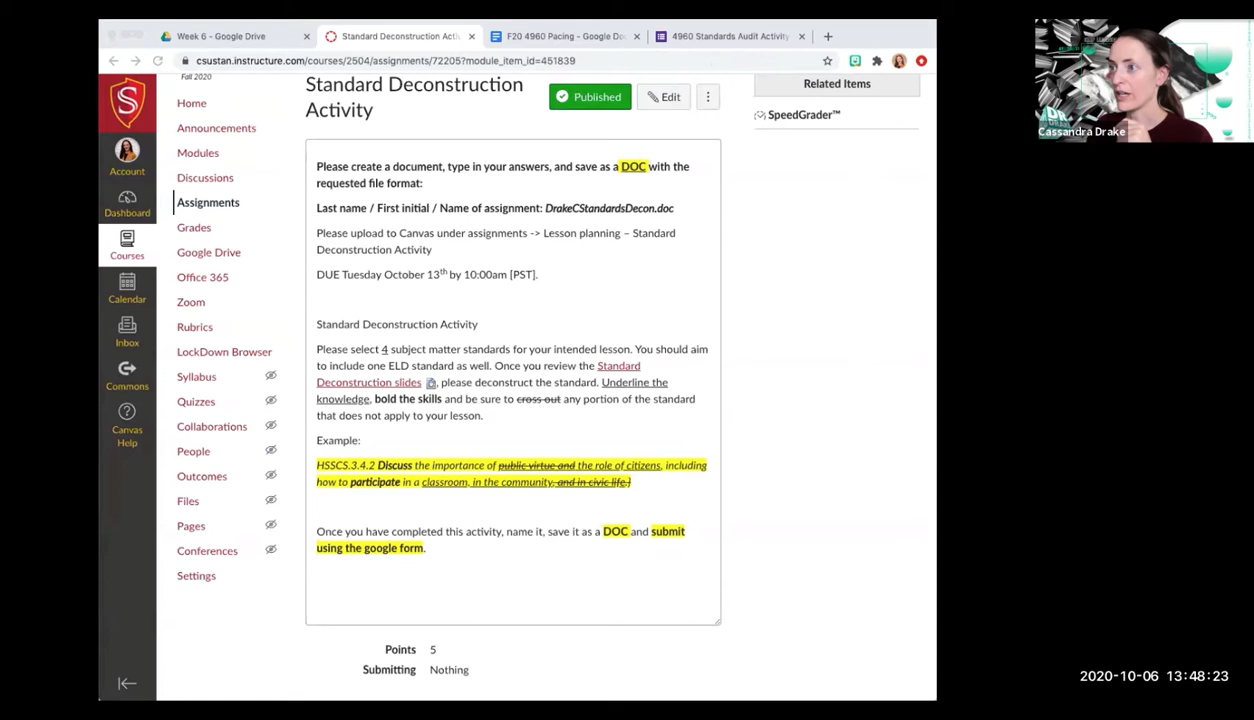 Week 6 - Google Drive
Standard Deconstruction Activ
F20 4960 Pacing - Google Doc
4960 Standards Audit Activity
csustan.instructure.com/courses/2504/assignments/72205?module_item_id=451839
Fall 2020
Home
Announcements
Modules
Discussions
Assignments
Grades
Google Drive
Office 365
Zoom
Rubrics
LockDown Browser
Syllabus
Quizzes
Collaborations
People
Outcomes
Files
Pages
Conferences
Settings
Account
Dashboard
Courses
Calendar
Inbox
Commons
Canvas
Help
Standard Deconstruction
Activity
Published
Edit
Related Items
SpeedGrader™
Please create a document, type in your answers, and save as a DOC with the
requested file format:
Last name / First initial / Name of assignment: DrakeCStandardsDecon.doc
Please upload to Canvas under assignments -> Lesson planning – Standard
Deconstruction Activity
DUE Tuesday October 13th by 10:00am [PST].
Standard Deconstruction Activity
Please select 4 subject matter standards for your intended lesson. You should aim
to include one ELD standard as well. Once you review the Standard
Deconstruction slides , please deconstruct the standard. Underline the
knowledge, bold the skills and be sure to cross out any portion of the standard
that does not apply to your lesson.
Example:
HSSCS.3.4.2 Discuss the importance of public virtue and the role of citizens, including
how to participate in a classroom, in the community, and in civic life.]
Once you have completed this activity, name it, save it as a DOC and submit
using the google form.
Points 5
Submitting Nothing
Cassandra Drake
2020-10-06 13:48:23